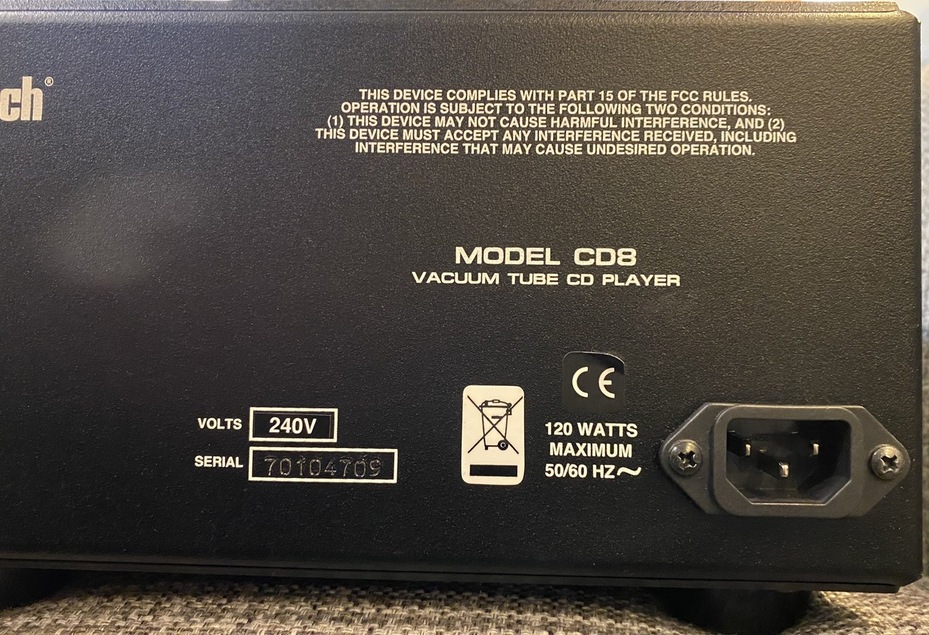 ch®
THIS DEVICE COMPLIES WITH PART 15 OF THE FCC RULES.
OPERATION IS SUBJECT TO THE FOLLOWING TWO CONDITIONS:
(1) THIS DEVICE MAY NOT CAUSE HARMFUL INTERFERENCE, AND (2)
THIS DEVICE MUST ACCEPT ANY INTERFERENCE RECEIVED, INCLUDING
INTERFERENCE THAT MAY CAUSE UNDESIRED OPERATION.
MODEL CD8
VACUUM TUBE CD PLAYER
CE
VOLTS 240V
SERIAL 70104709
120 WATTS
MAXIMUM
50/60 HZ~